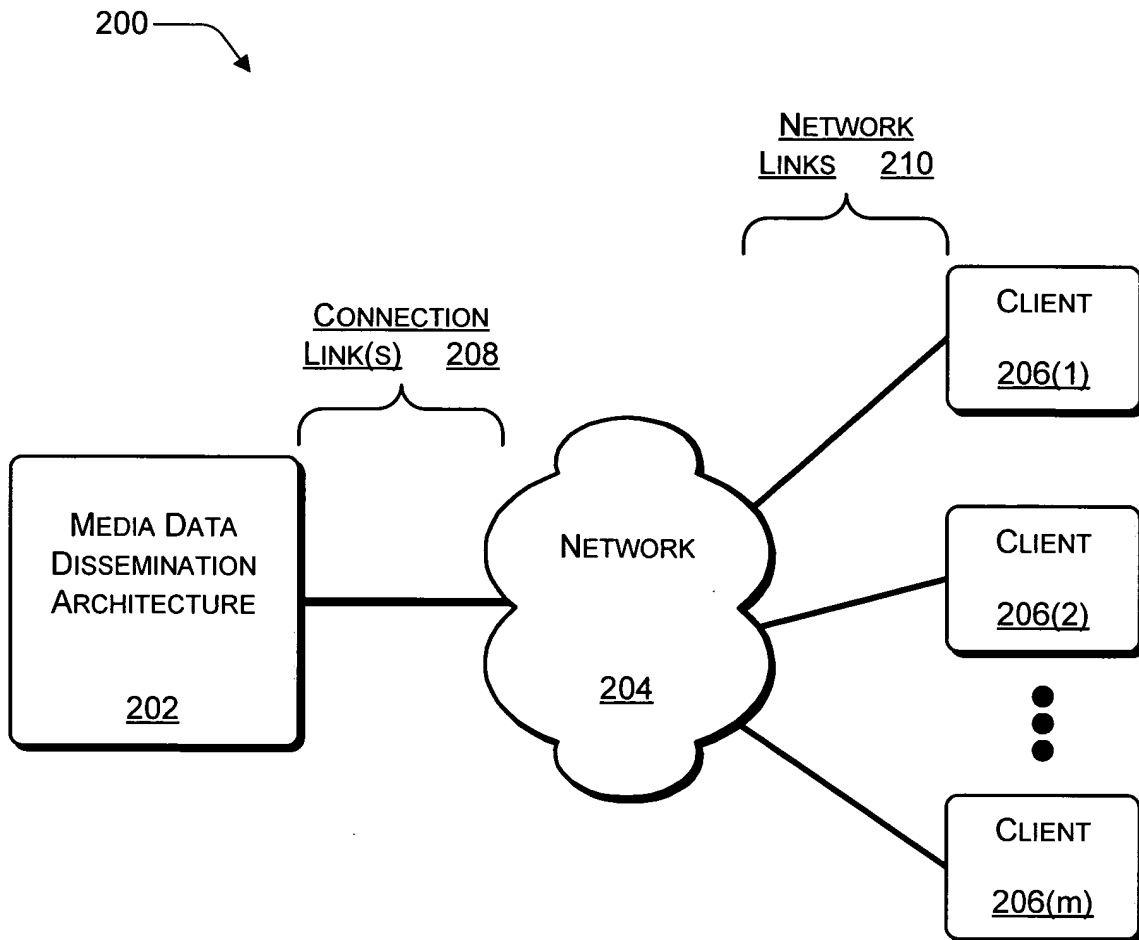 200
NETWORK
LINKS 210
CONNECTION
LINK(S) 208
CLIENT
206(1)
MEDIA DATA
DISSEMINATION
ARCHITECTURE
202
NETWORK
204
CLIENT
206(2)
CLIENT
206(m)